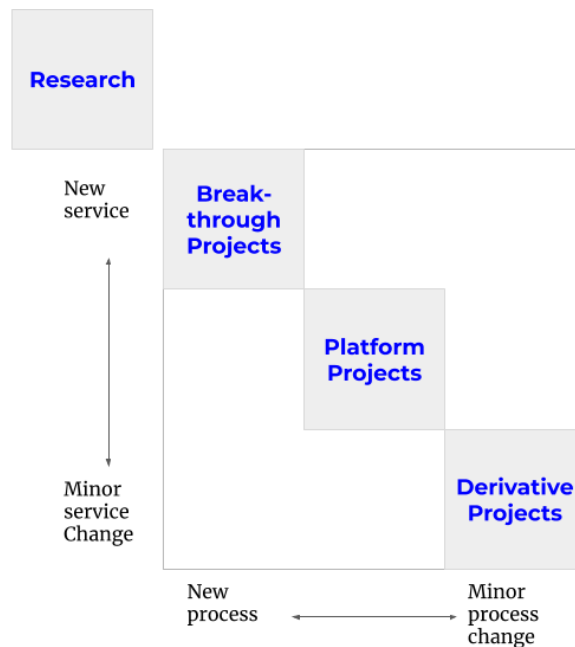 Research
New
service
Break-
through
Projects
Platform
Projects
Minor
service
Change
Derivative
Projects
New
process
Minor
process
change